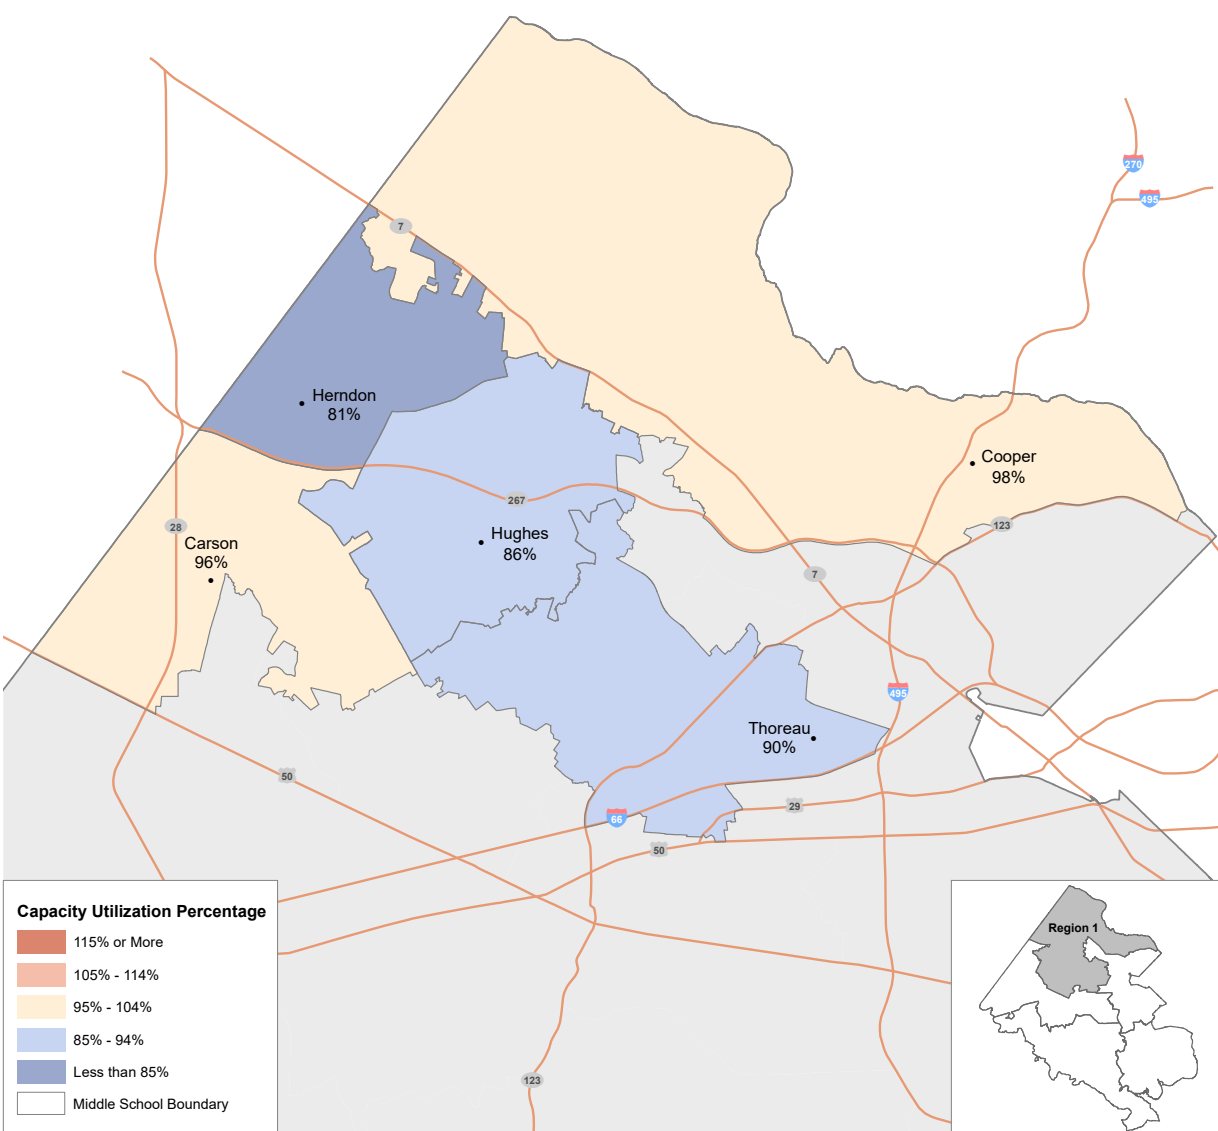 270
495
7
Herndon
81%
Cooper
98%
267
123
28
Hughes
86%
Carson
96%
7
495
Thoreau
90%
50
29
66
50
Capacity Utilization Percentage
115% or More
105% - 114%
95% - 104%
85% - 94%
Less than 85%
Middle School Boundary
Region 1
123